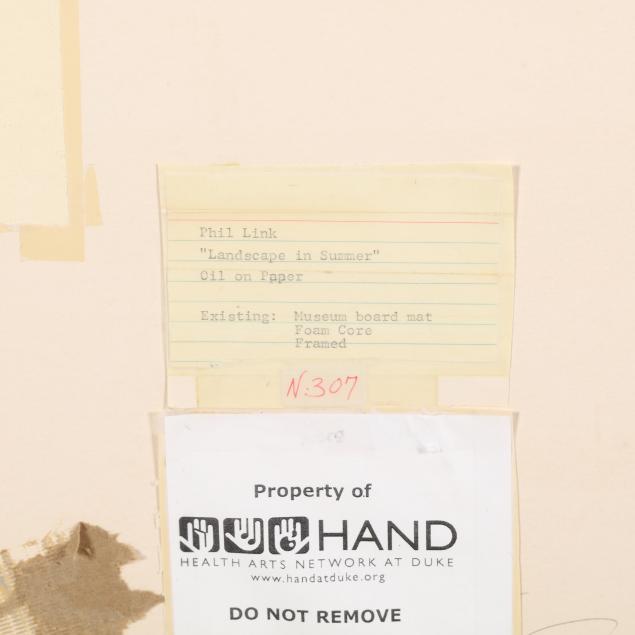 Phil Link
"Landscape in Summer"
Oil on Paper
Existing: Museum board mat
Foam Core
Framed
N:307
Property of
HAND
HEALTH ARTS NETWORK AT DUKE
www.handatduke.org
DO NOT REMOVE